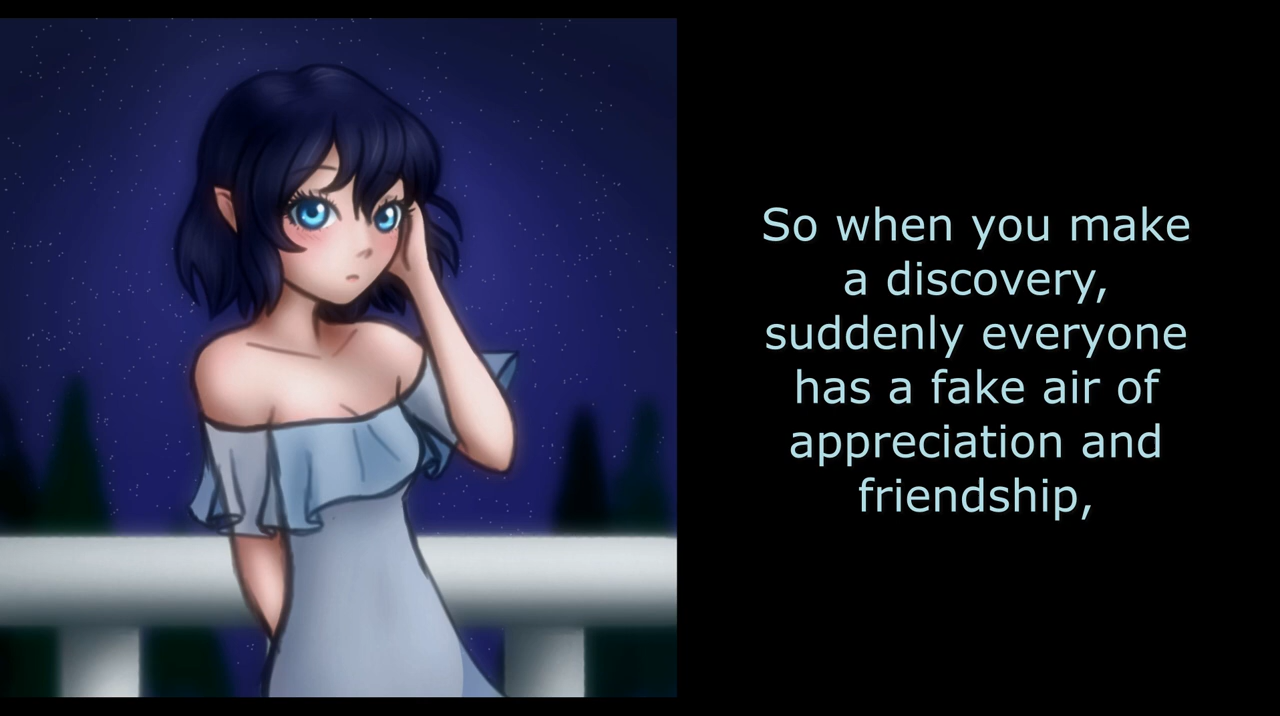 So when you make
a discovery,
suddenly everyone
has a fake air of
appreciation and
friendship,